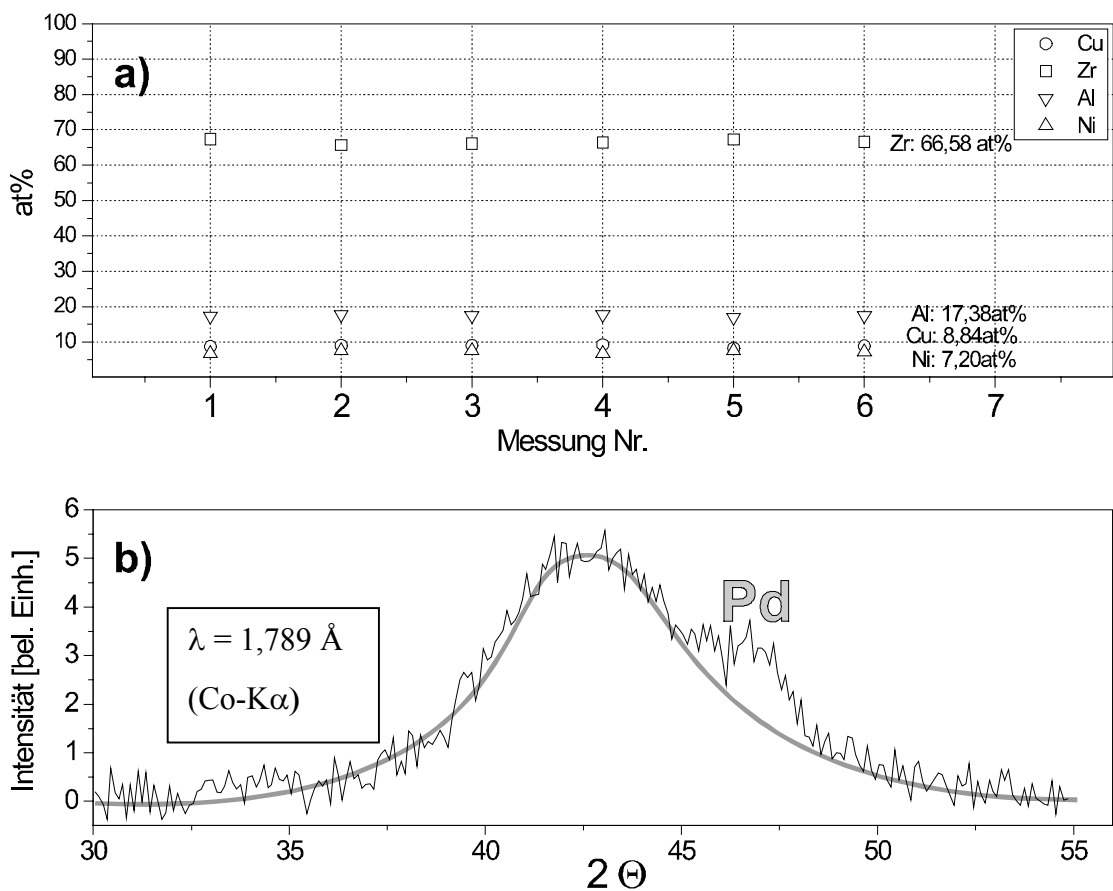 100
90
80
70
60
50
40
30
20
10
at%
a)
Cu
Zr
Al
Ni
Zr: 66,58 at%
Al: 17,38at%
Cu: 8,84at%
Ni: 7,20at%
1 2 3 4 5 6 7
Messung Nr.
6
5
4
3
2
1
0
Intensität [bel. Einh.]
b)
λ = 1,789 Å
(Co-Kα)
Pd
30 35 40 45 50 55
2 Θ